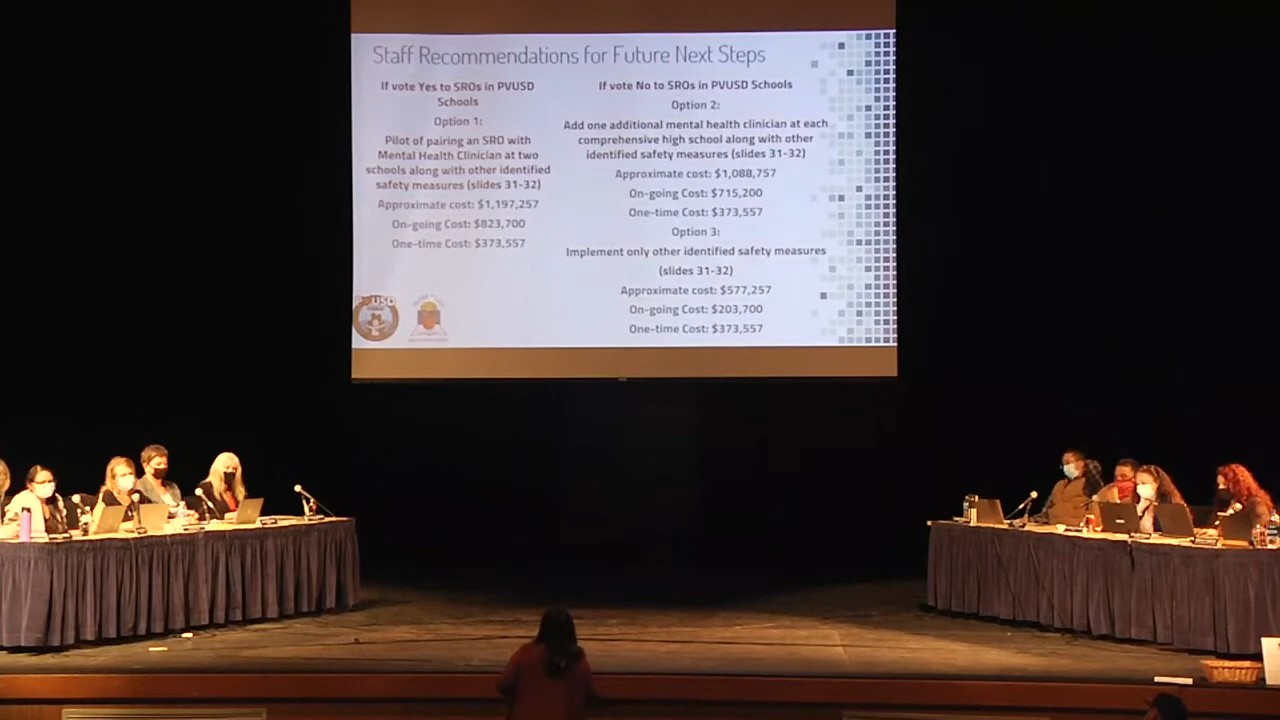 Staff Recommendations for Future Next Steps
If vote Yes to SROs in PVUSD
Schools
Option 1:
Pilot of pairing an SRO with
Mental Health Clinician at two
schools along with other identified
safety measures (slides 31-32)
Approximate cost: $1,197,257
On-going Cost: $823,700
One-time Cost: $373,557
If vote No to SROs in PVUSD Schools
Option 2:
Add one additional mental health clinician at each
comprehensive high school along with other
identified safety measures (slides 31-32)
Approximate cost: $1,088,757
On-going Cost: $715,200
One-time Cost: $373,557
Option 3:
Implement only other identified safety measures
(slides 31-32)
Approximate cost: $577,257
On-going Cost: $203,700
One-time Cost: $373,557